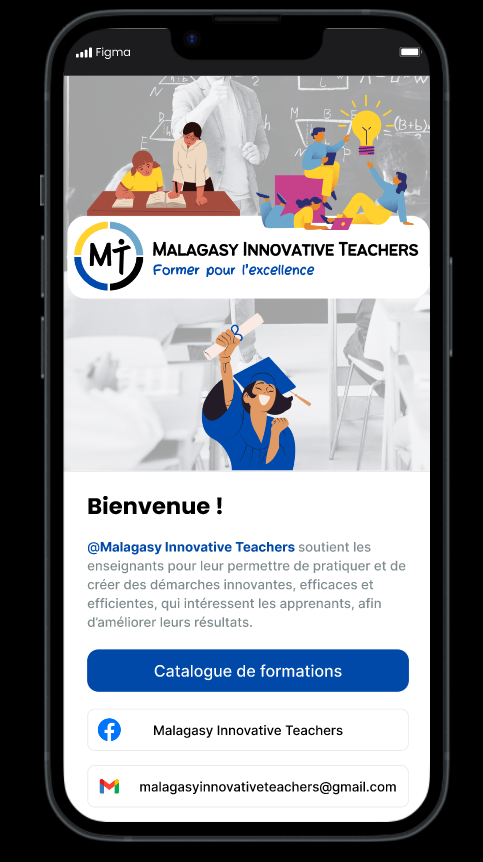 Figma
M B E
(B+b)
h
E
N
MiT
MALAGASY INNOVATIVE TEACHERS
Former pour l'excellence
Bienvenue !
@Malagasy Innovative Teachers soutient les
enseignants pour leur permettre de pratiquer et de
créer des démarches innovantes, efficaces et
efficientes, qui intéressent les apprenants, afin
d'améliorer leurs résultats.
Catalogue de formations
Malagasy Innovative Teachers
malagasyinnovativeteachers@gmail.com